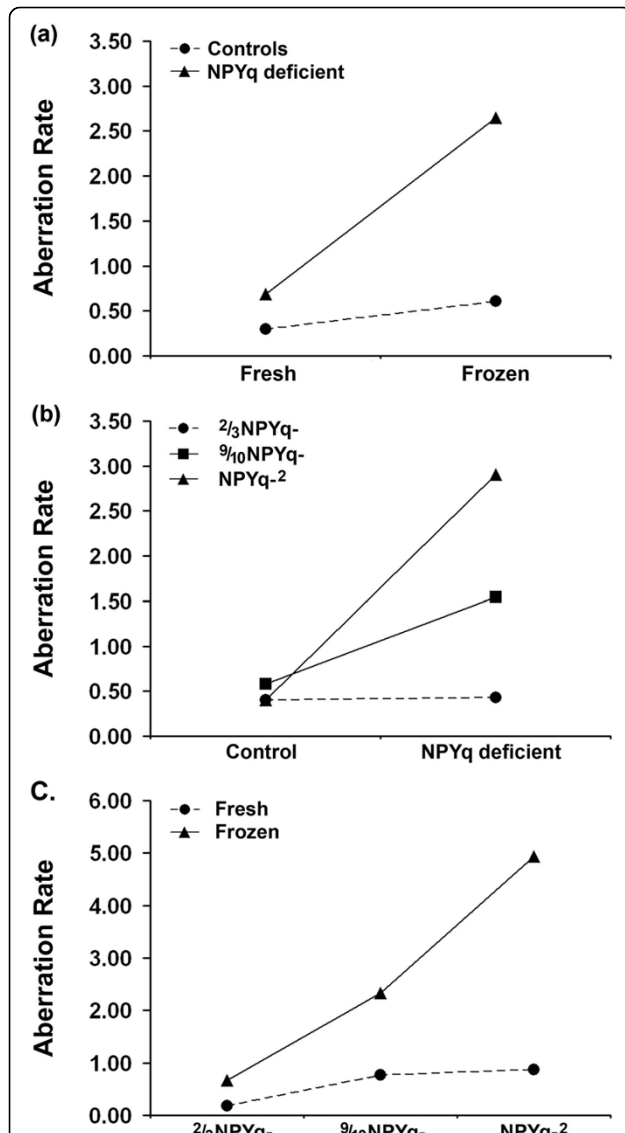 (a)
3.50
3.00
2.50
2.00
1.50
1.00
0.50
0.00
Aberration Rate
Controls
NPYq deficient
Fresh Frozen
(b)
3.50
3.00
2.50
2.00
1.50
1.00
0.50
0.00
Aberration Rate
2/3NPYq-
9/10NPYq-
NPYq-2
Control NPYq deficient
C.
6.00
5.00
4.00
3.00
2.00
1.00
0.00
Aberration Rate
Fresh
Frozen
2/3NPYq- 9/10NPYq- NPYq-2